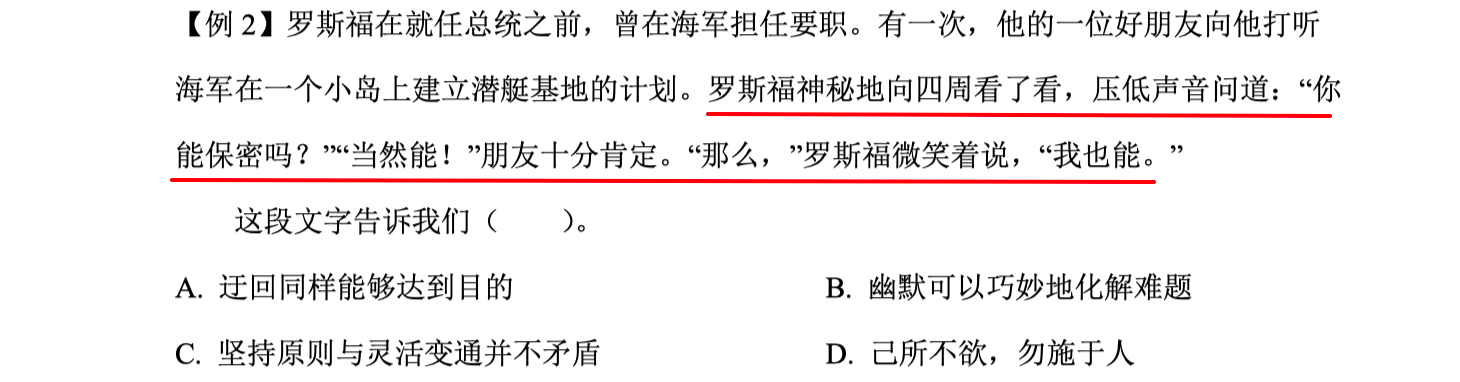 【例 2】罗斯福在就任总统之前，曾在海军担任要职。有一次，他的一位好朋友向他打听
海军在一个小岛上建立潜艇基地的计划。罗斯福神秘地向四周看了看，压低声音问道：“你
能保密吗？”“当然能！”朋友十分肯定。“那么，”罗斯福微笑着说，“我也能。”
这段文字告诉我们（　　）。
A. 迂回同样能够达到目的　　B. 幽默可以巧妙地化解难题
C. 坚持原则与灵活变通并不矛盾　　D. 己所不欲，勿施于人